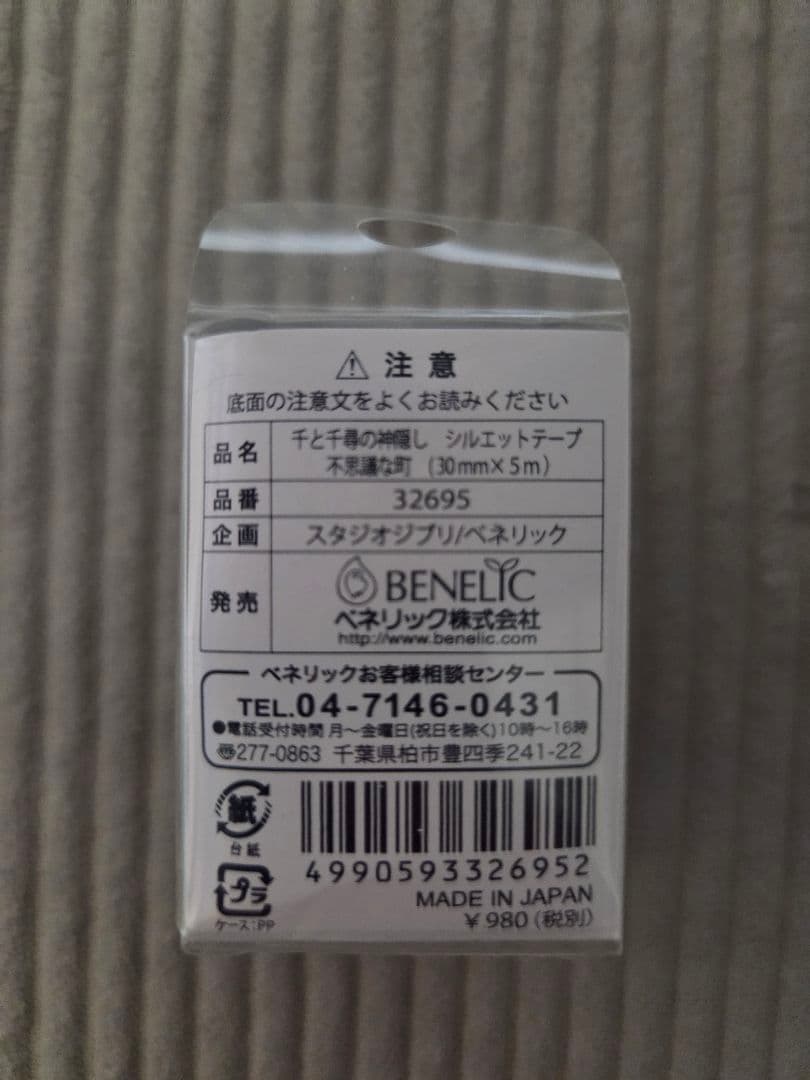 ⚠ 注意
底面の注意文をよくお読みください
品名 千と千尋の神隠し シルエットテープ
不思議な町 (30mm×5m)
品番 32695
企画 スタジオジブリ/ベネリック
発売 BENELIC
ベネリック株式会社
http://www.benelic.com
ベネリックお客様相談センター
TEL.04-7146-0431
●電話受付時間 月~金曜日(祝日を除く)10時~16時
〠277-0863 千葉県柏市豊四季241-22
紙
台紙
プラ
ケース:PP
4990593326952
MADE IN JAPAN
¥980(税別)